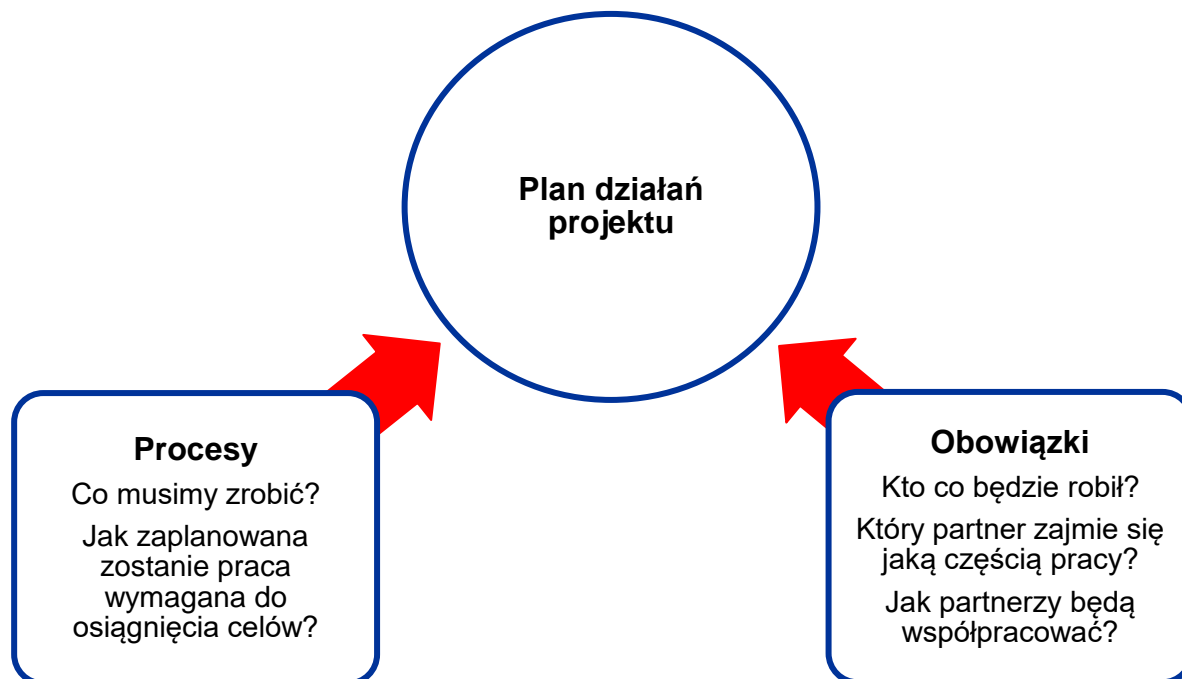 Plan działań
projektu
Procesy
Co musimy zrobić?
Jak zaplanowana
zostanie praca
wymagana do
osiągnięcia celów?
Obowiązki
Kto co będzie robił?
Który partner zajmie się
jaką częścią pracy?
Jak partnerzy będą
współpracować?